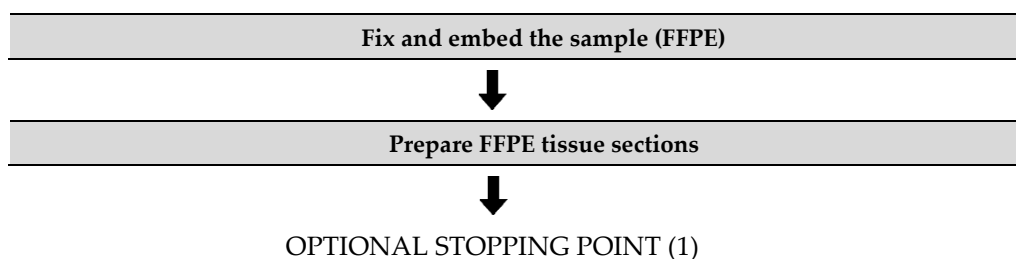 Fix and embed the sample (FFPE)
Prepare FFPE tissue sections
OPTIONAL STOPPING POINT (1)